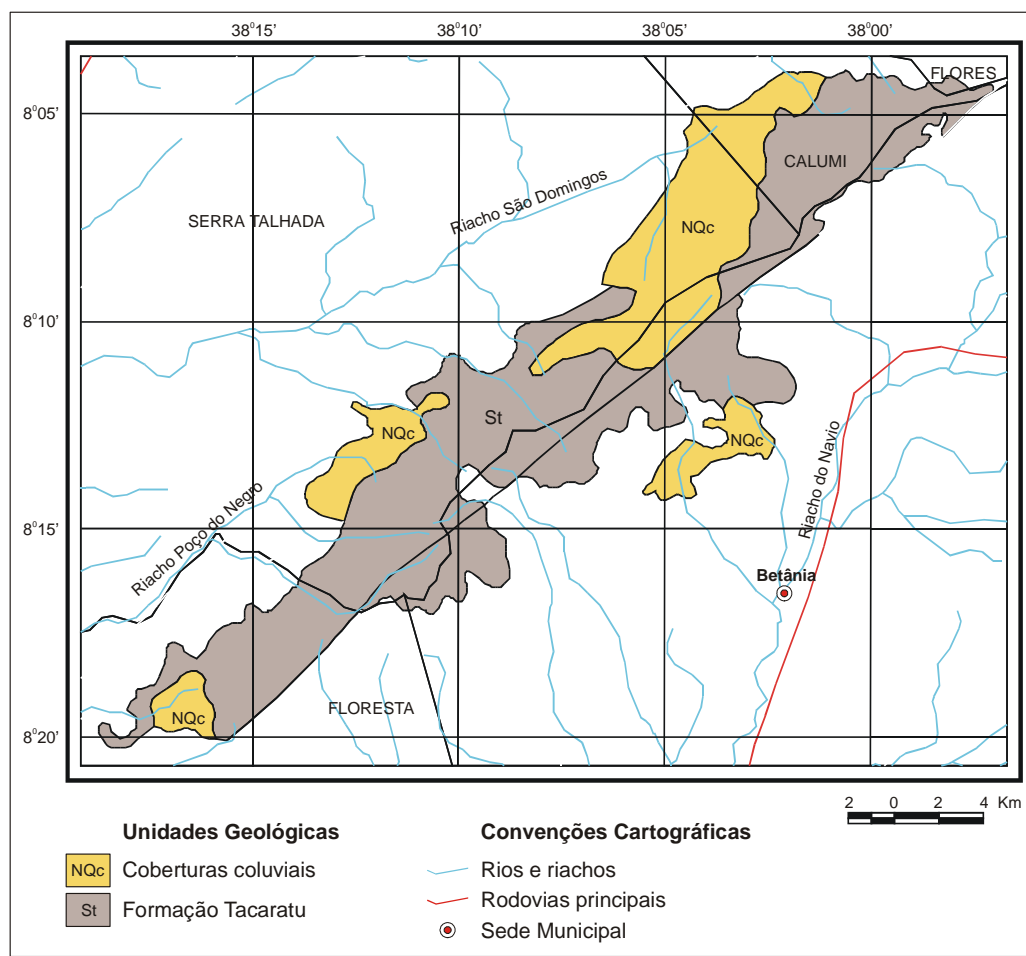 38°15' 38°10' 38°05' 38°00'
FLORES
8°05'
CALUMI
Riacho São Domingos
SERRA TALHADA
NQc
8°10'
St
NQc
NQc
Riacho do Navio
Riacho Poço do Negro
8°15'
Betânia
FLORESTA
NQc
8°20'
2 0 2 4 Km
Unidades Geológicas
NQc Coberturas coluviais
St Formação Tacaratu
Convenções Cartográficas
Rios e riachos
Rodovias principais
Sede Municipal